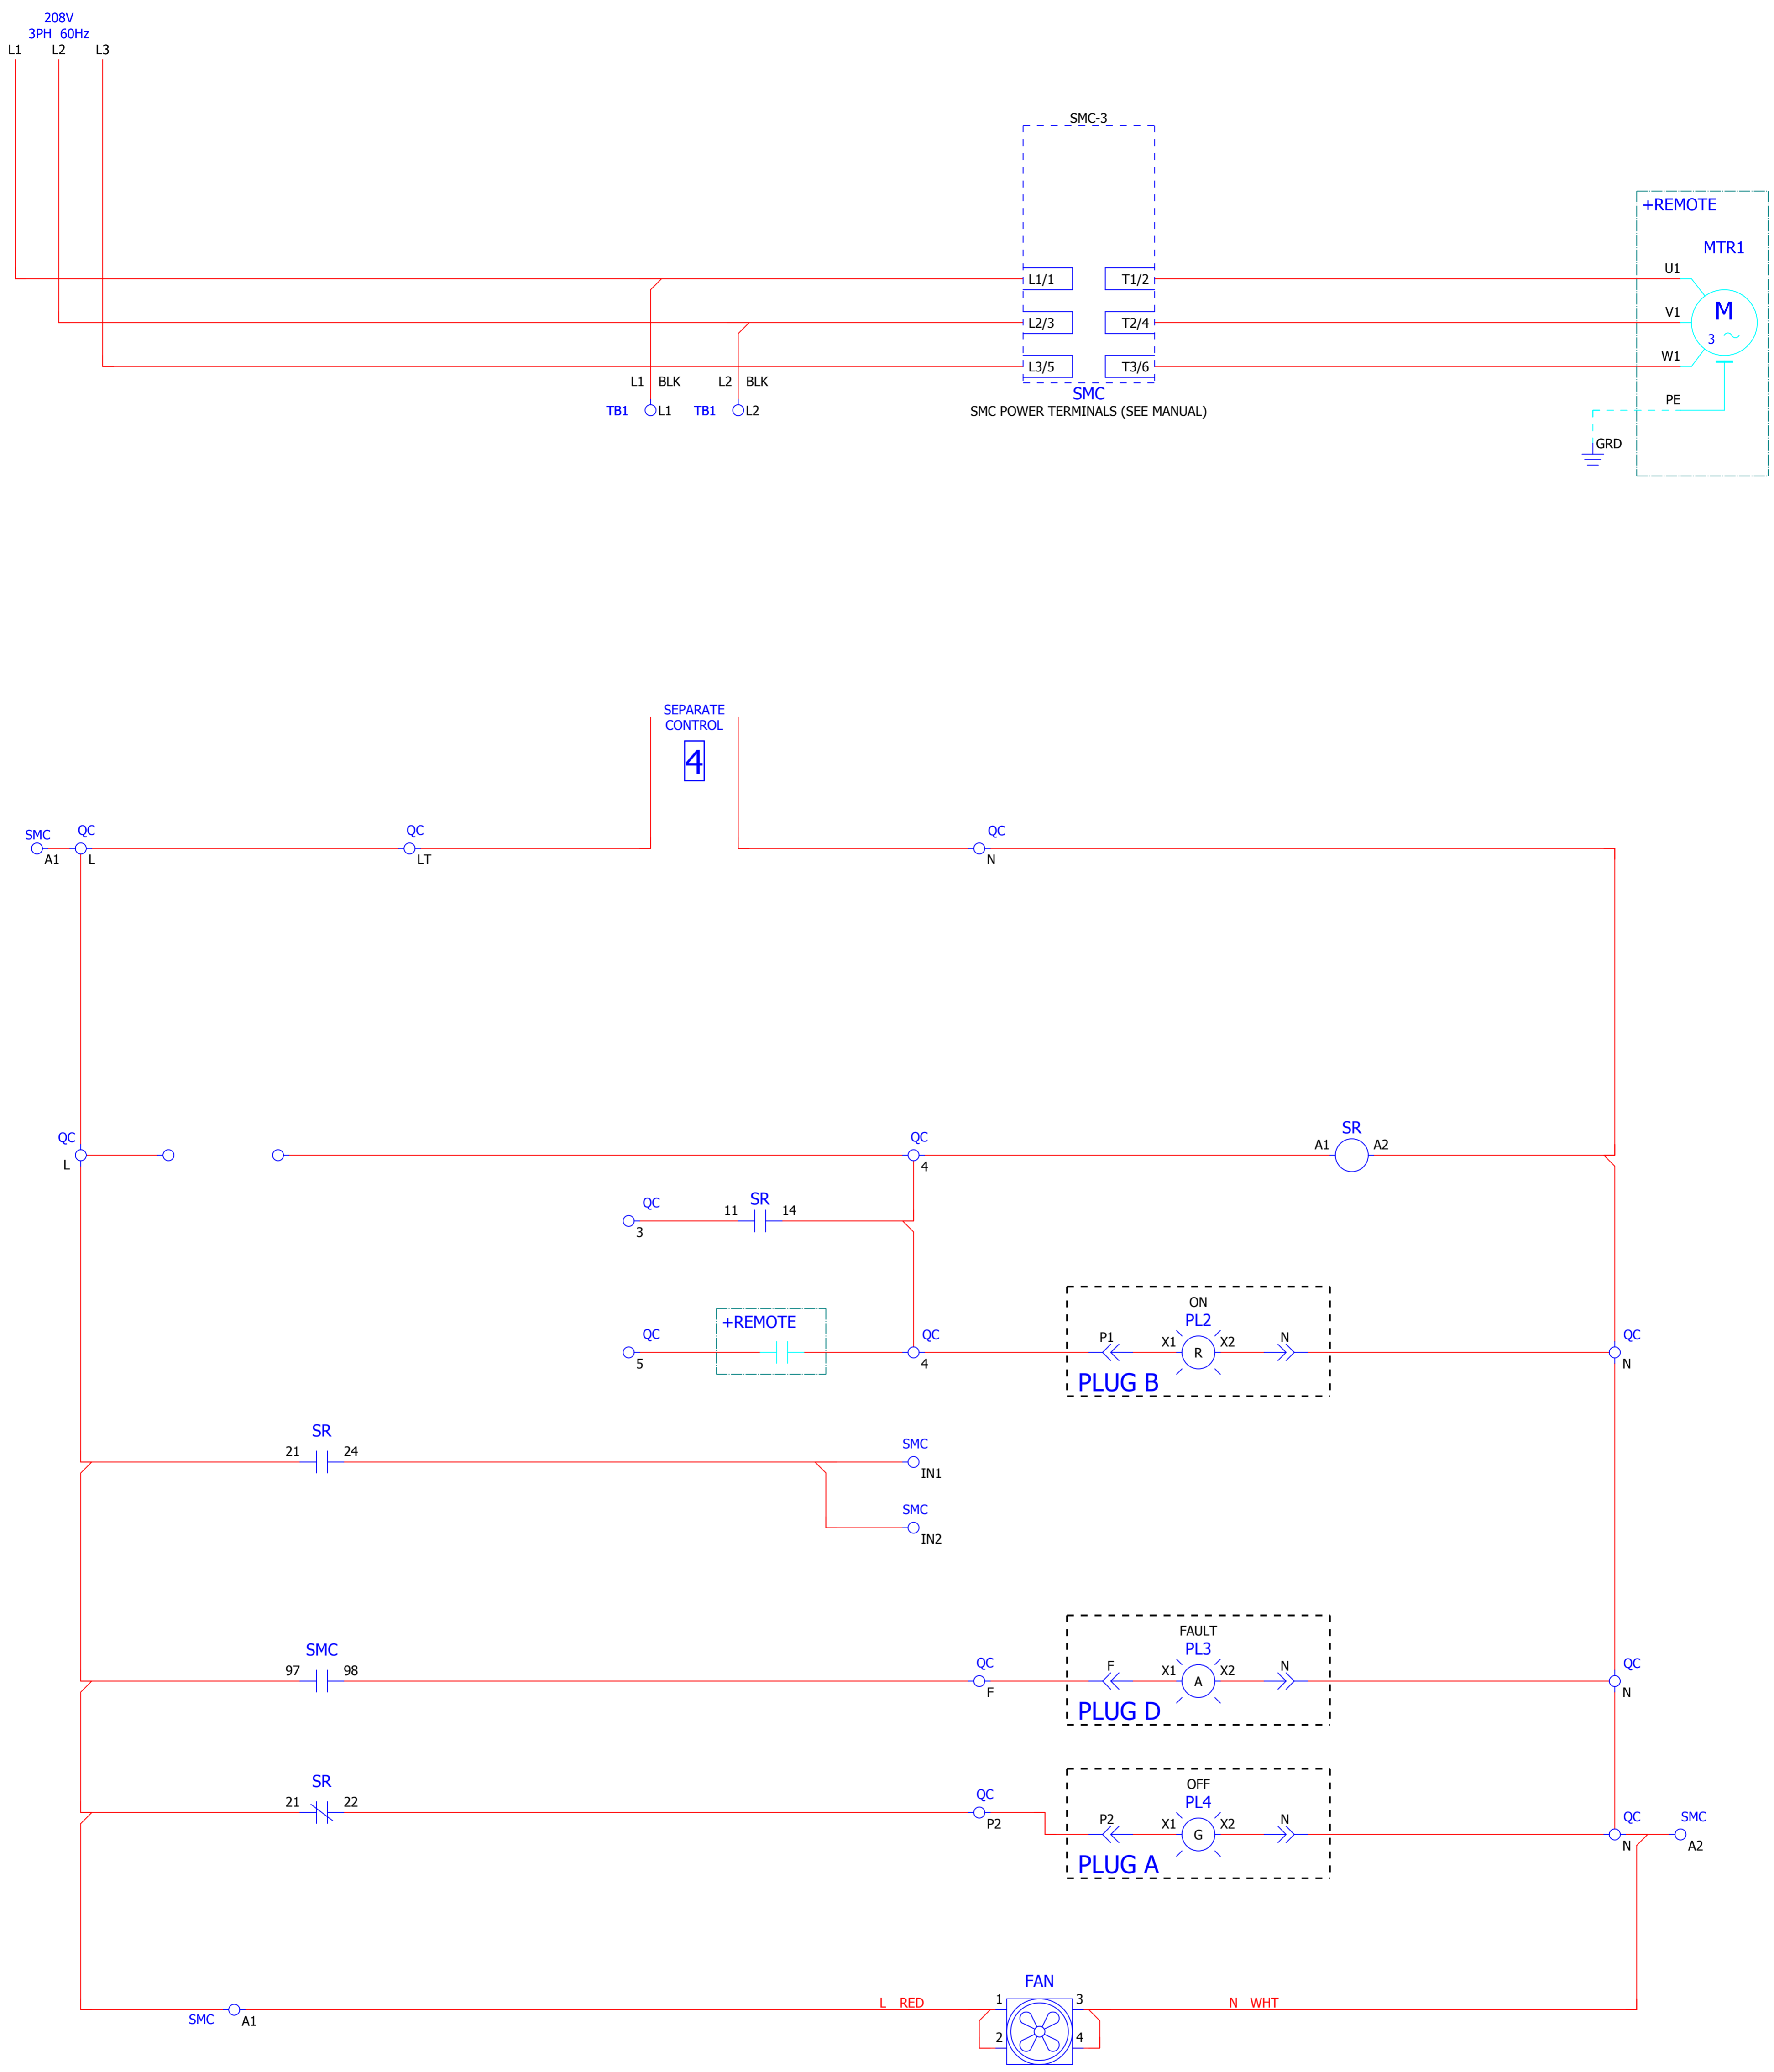 208V
3PH 60Hz
L1 L2 L3
SMC-3
+REMOTE
MTR1
U1
L1/1 T1/2
M
3
V1
L2/3 T2/4
W1
L3/5 T3/6
L1 BLK L2 BLK
SMC
TB1 L1 TB1 L2
SMC POWER TERMINALS (SEE MANUAL)
PE
GRD
SEPARATE
CONTROL
4
SMC QC QC QC
A1 L LT N
QC QC SR
A1 A2
L 4
QC SR
11 14
3
ON
+REMOTE PL2
QC QC P1 X1 R X2 N QC
5 4 N
PLUG B
SR
21 24 SMC
IN1
SMC
IN2
FAULT
SMC PL3
97 98 QC F X1 A X2 N QC
F N
PLUG D
SR OFF
21 22 QC PL4
P2 P2 X1 G X2 N QC SMC
N A2
PLUG A
FAN
L RED 1 3 N WHT
SMC A1
2 4